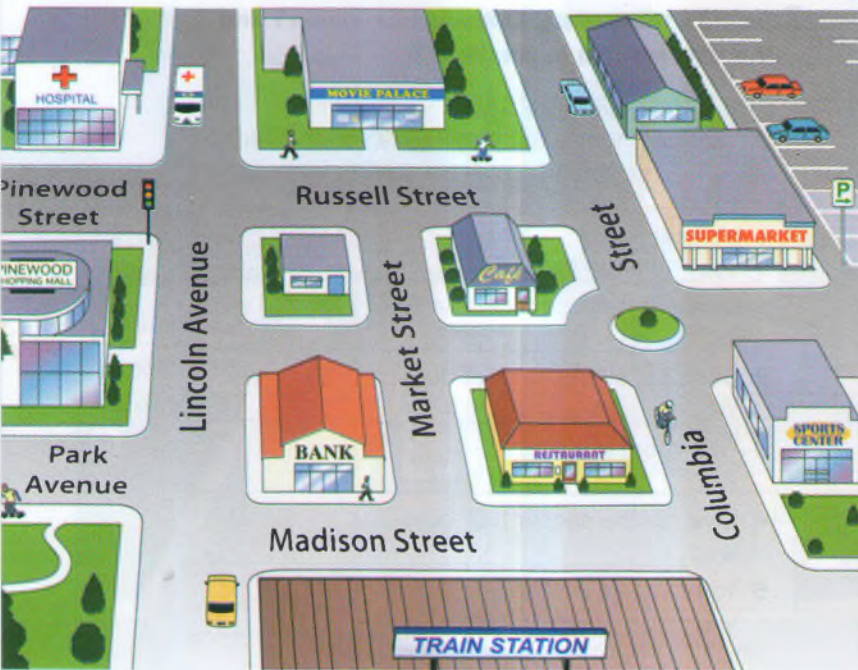 HOSPITAL
MOVIE PALACE
Pinewood
Street
Russell Street
P
SUPERMARKET
Street
PINEWOOD
SHOPPING MALL
Café
Lincoln Avenue
Market Street
BANK
RESTAURANT
SPORTS
CENTER
Columbia
Park
Avenue
Madison Street
TRAIN STATION